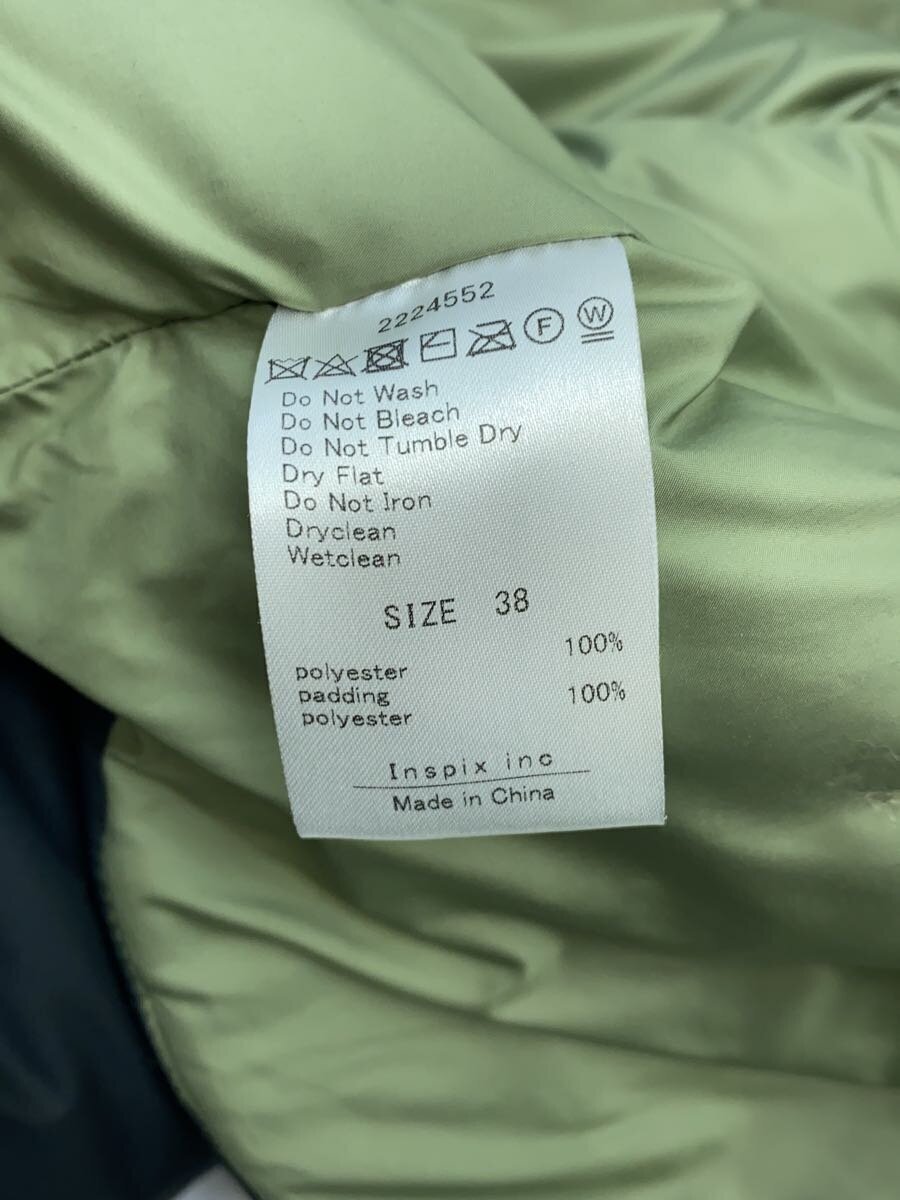 2224552
F W
Do Not Wash
Do Not Bleach
Do Not Tumble Dry
Dry Flat
Do Not Iron
Dryclean
Wetclean
SIZE 38
100%
polyester
padding 100%
polyester
Inspix inc
Made in China